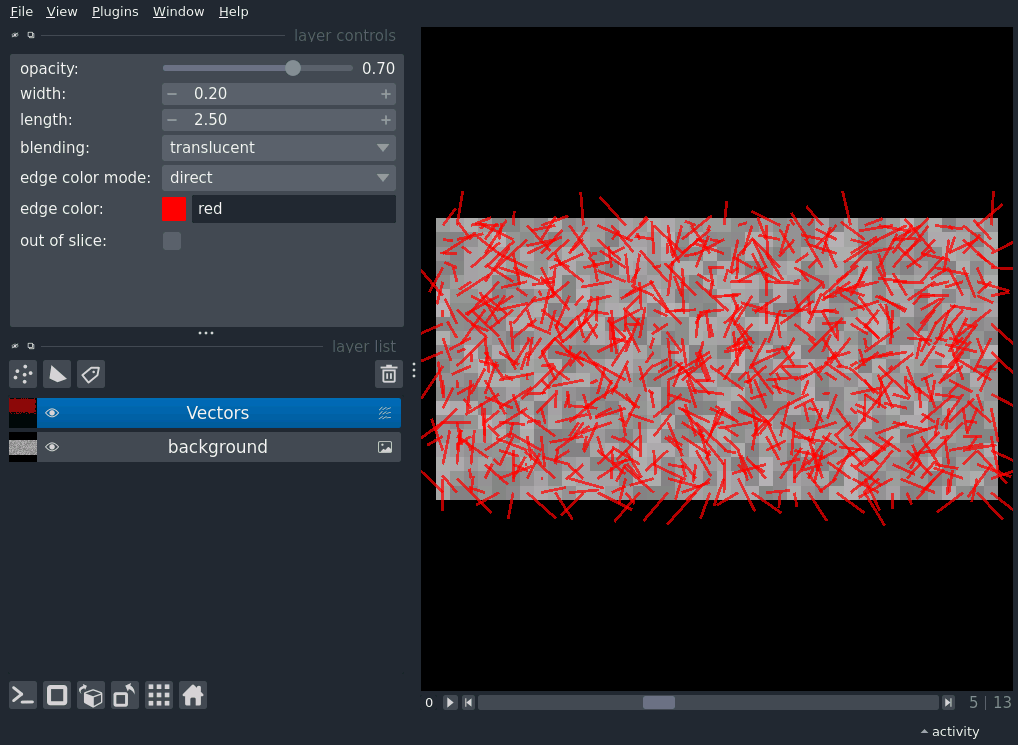 File View Plugins Window Help
layer controls
opacity: 0.70
width: − 0.20 +
length: − 2.50 +
blending: translucent
edge color mode: direct
edge color: red
out of slice:
layer list
Vectors
background
0 5 | 13
activity